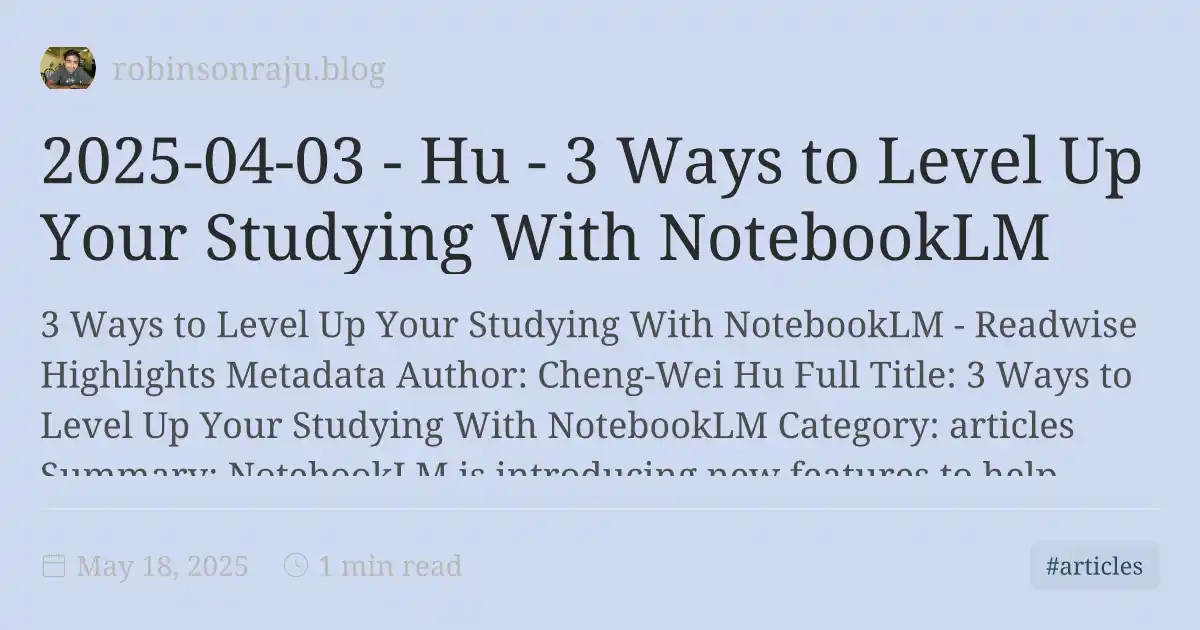 robinsonraju.blog
2025-04-03 - Hu - 3 Ways to Level Up
Your Studying With NotebookLM
3 Ways to Level Up Your Studying With NotebookLM - Readwise
Highlights Metadata Author: Cheng-Wei Hu Full Title: 3 Ways to
Level Up Your Studying With NotebookLM Category: articles
Summary: NotebookLM is introducing new features to help
May 18, 2025
1 min read
#articles